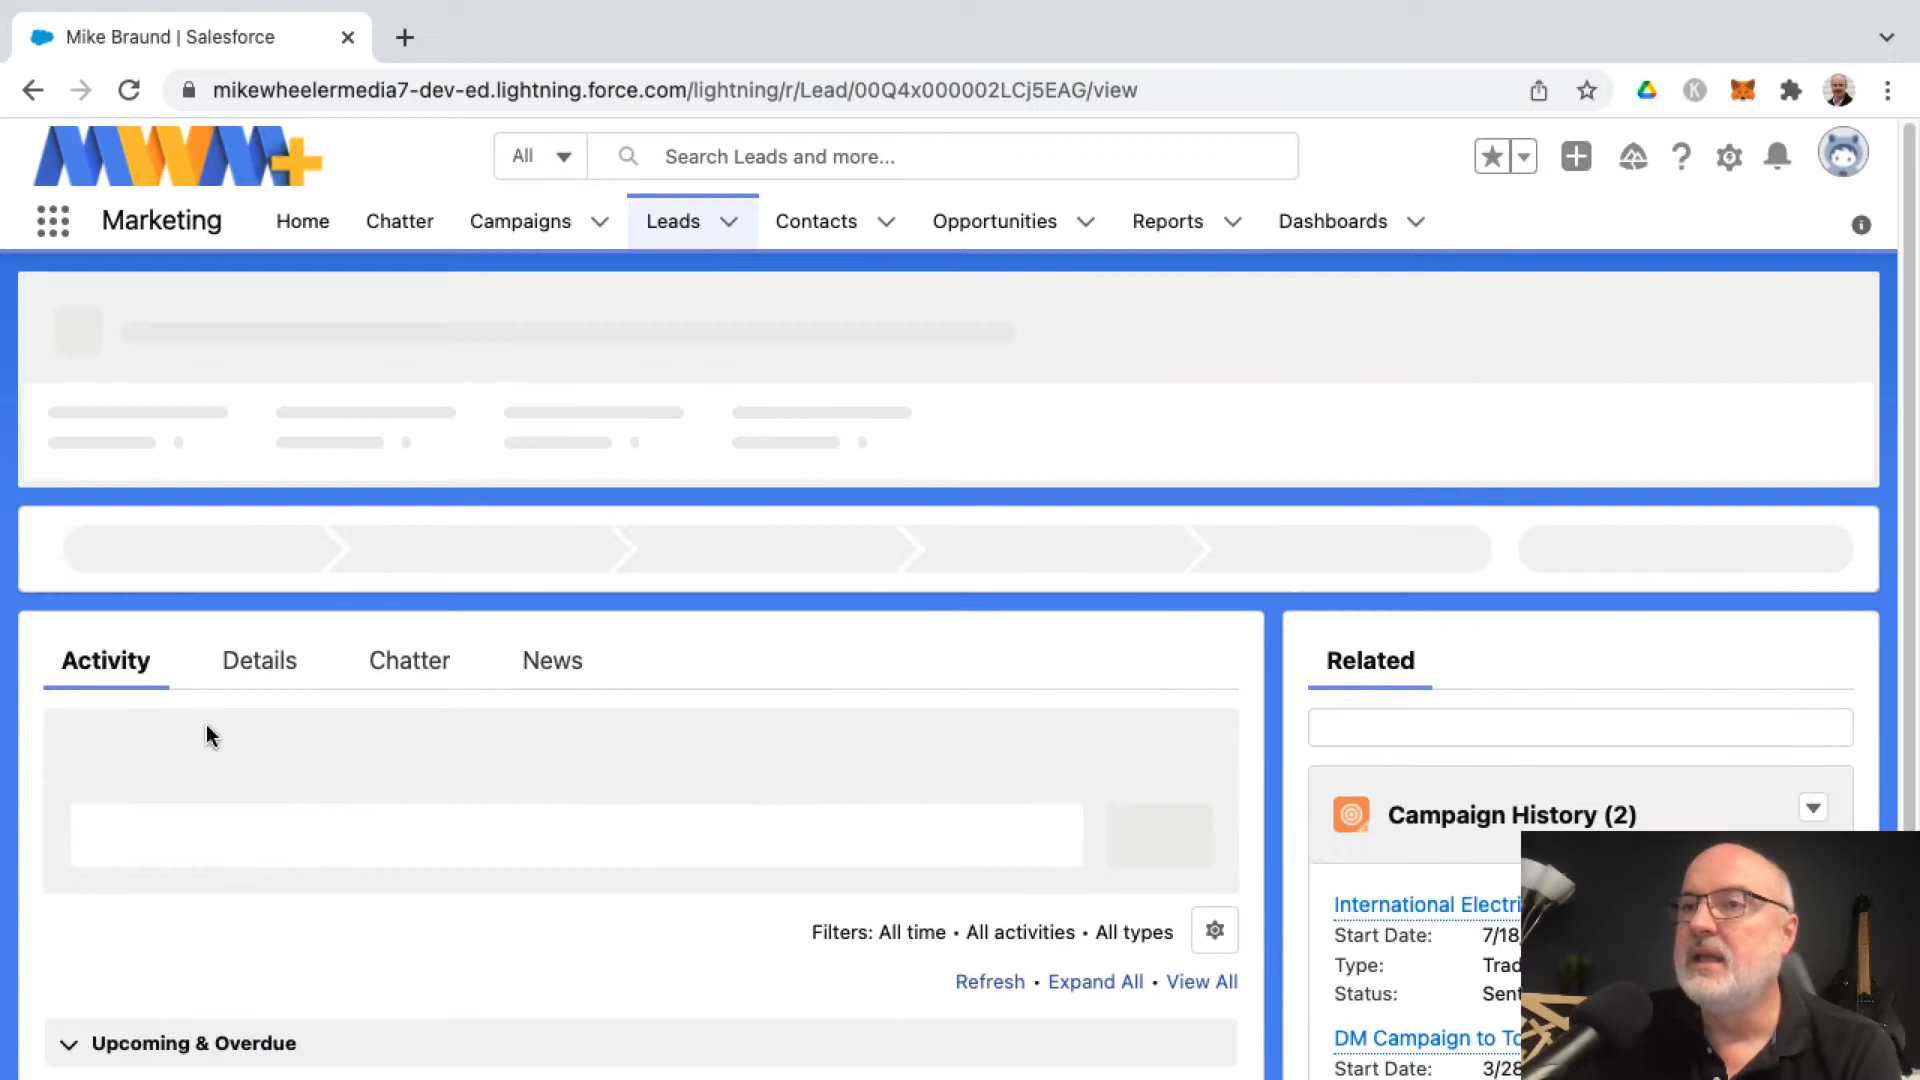 Mike Braund | Salesforce
mikewheelermedia7-dev-ed.lightning.force.com/lightning/r/Lead/00Q4x000002LCj5EAG/view
K
MWM+
All
Search Leads and more...
Marketing Home Chatter Campaigns Leads Contacts Opportunities Reports Dashboards
Activity Details Chatter News
Related
Campaign History (2)
International Electri
Start Date: 7/18
Type: Trad
Status: Sent
DM Campaign to To
Start Date: 3/28
Filters: All time • All activities • All types
Refresh • Expand All • View All
Upcoming & Overdue